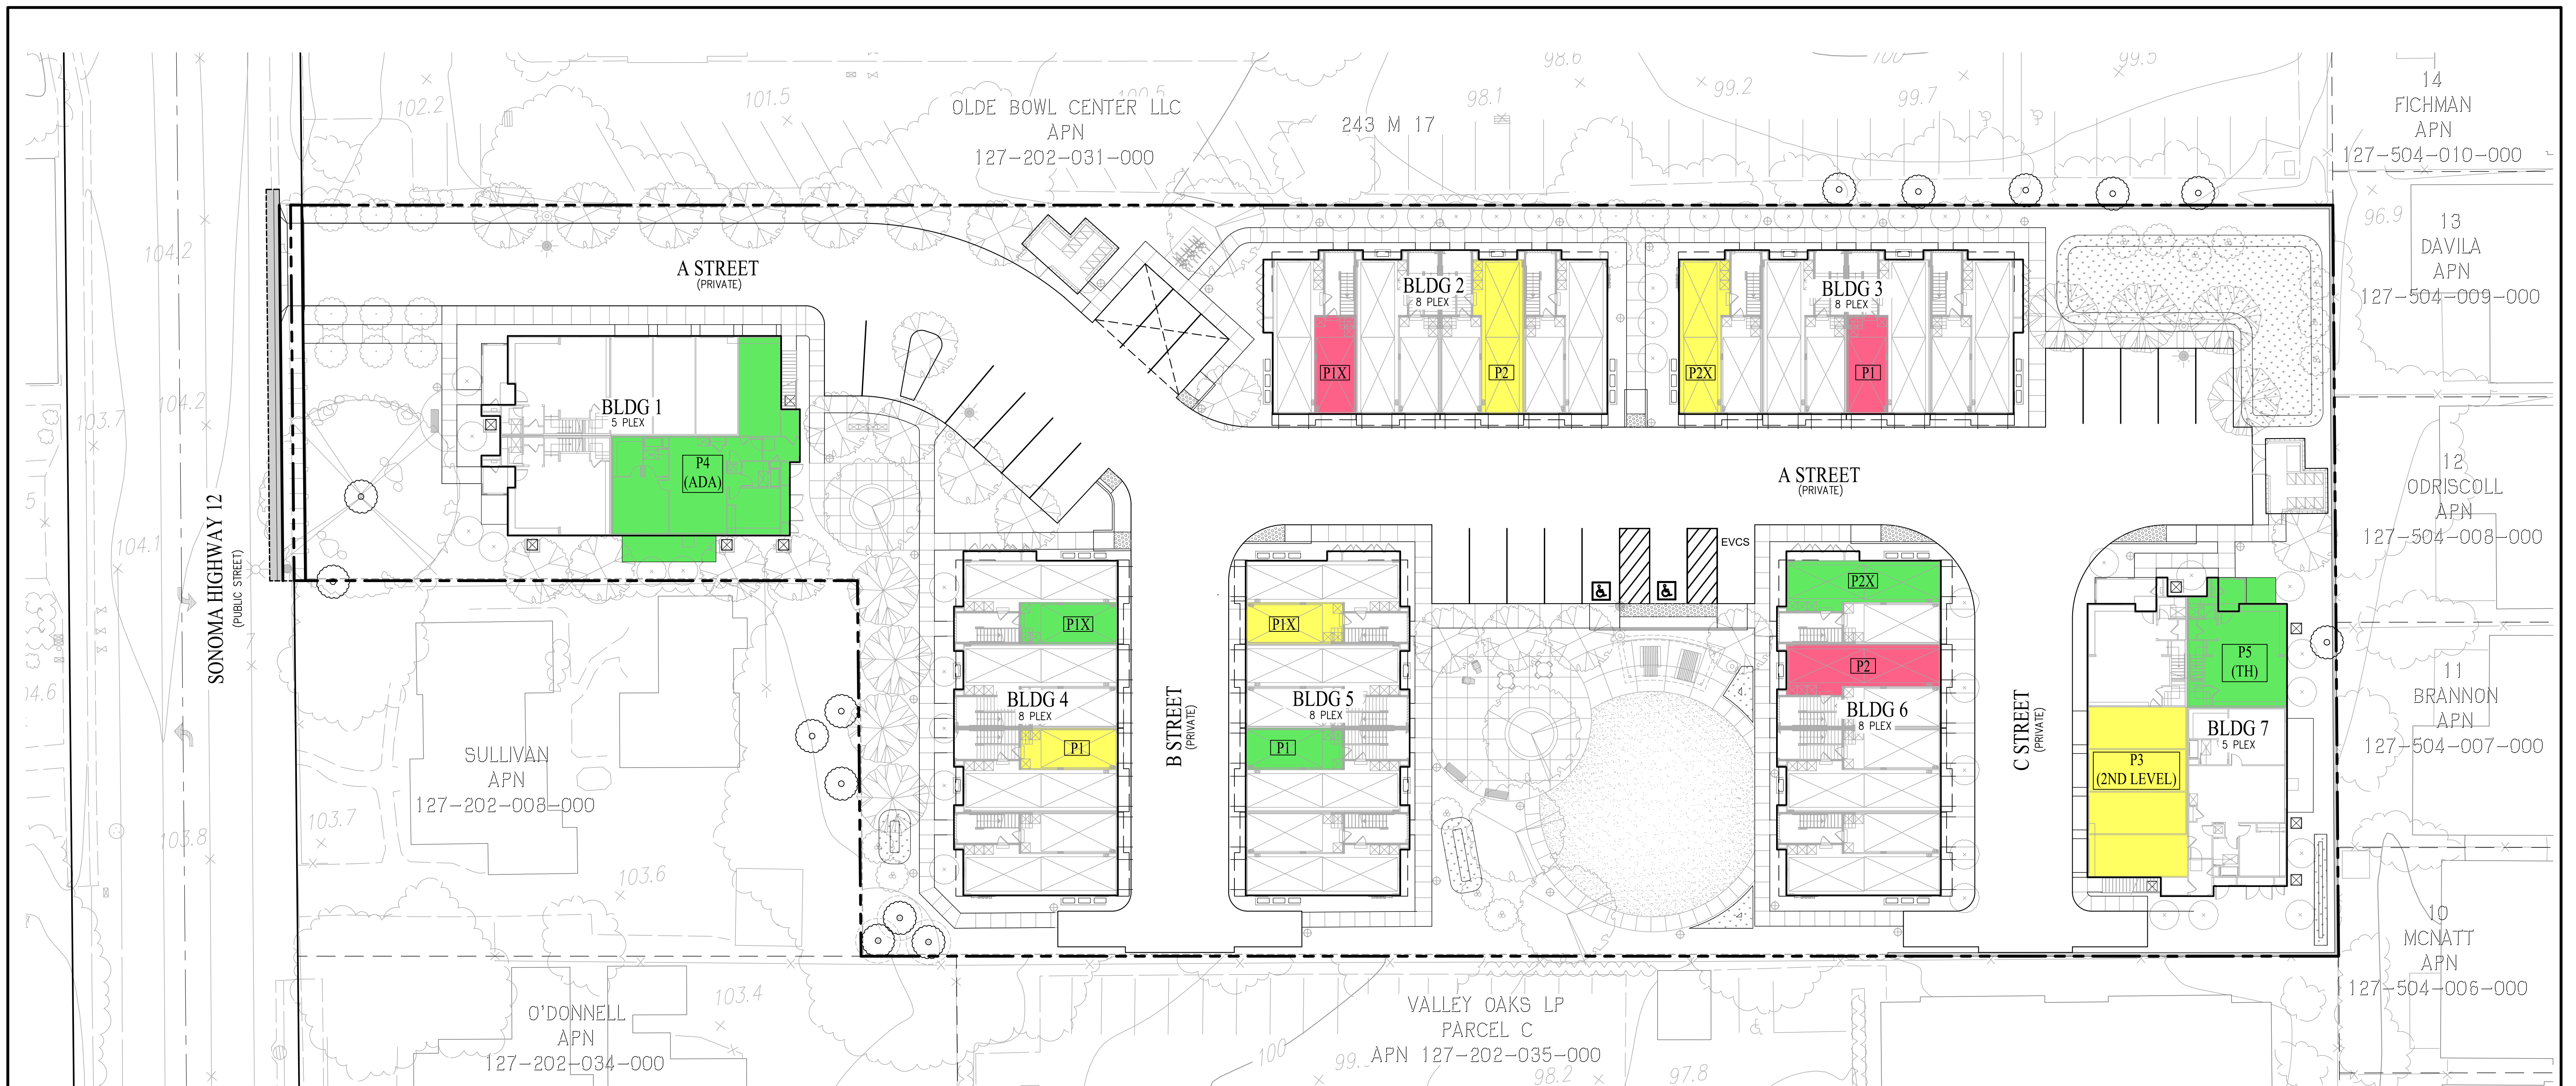 98.6
100
99.5
102.2
101.5
100.5
98.1
99.2
99.7
14
FICHMAN
APN
127-504-010-000
OLDE BOWL CENTER LLC
APN
127-202-031-000
243 M 17
96.9
13
DAVILA
APN
127-504-009-000
104.2
A STREET
(PRIVATE)
BLDG 2
8 PLEX
BLDG 3
8 PLEX
P1X
P2
P2X
P1
104.2
103.7
BLDG 1
5 PLEX
P4
(ADA)
A STREET
(PRIVATE)
12
ODRISCOLL
APN
127-504-008-000
104.1
SONOMA HIGHWAY 12
(PUBLIC STREET)
EVCS
P1X
P1X
P2X
P2
P5
(TH)
BLDG 4
8 PLEX
BLDG 5
8 PLEX
BLDG 6
8 PLEX
BLDG 7
5 PLEX
B STREET
(PRIVATE)
C STREET
(PRIVATE)
11
BRANNON
APN
127-504-007-000
P1
P1
P3
(2ND LEVEL)
SULLIVAN
APN
127-202-008-000
103.7
103.8
103.6
10
MCNATT
APN
127-504-006-000
103.4
O'DONNELL
APN
127-202-034-000
VALLEY OAKS LP
PARCEL C
APN 127-202-035-000
100
99.
98.2
97.8